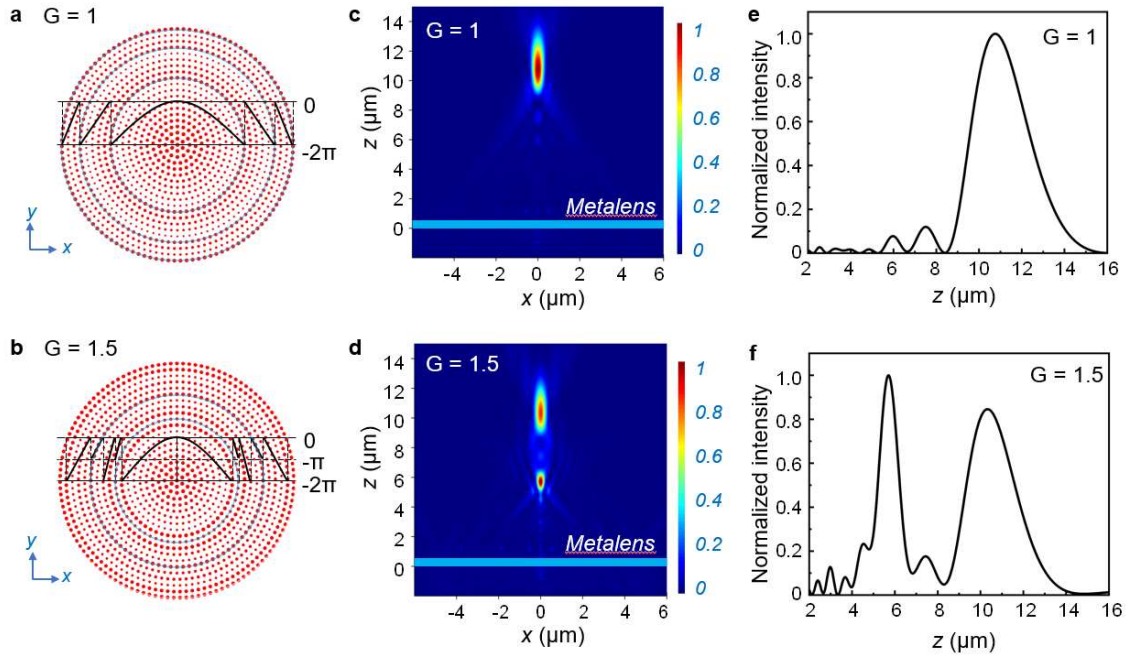 a G = 1
0
-2π
y
x
c
G = 1
z (μm)
14
12
10
8
6
4
2
0
Metalens
-4 -2 0 2 4 6
x (μm)
1
0.8
0.6
0.4
0.2
0
e
G = 1
Normalized intensity
1.0
0.8
0.6
0.4
0.2
0
2 4 6 8 10 12 14 16
z (μm)
b G = 1.5
0
-π
-2π
y
x
d
G = 1.5
z (μm)
14
12
10
8
6
4
2
0
Metalens
-4 -2 0 2 4 6
x (μm)
1
0.8
0.6
0.4
0.2
0
f
G = 1.5
Normalized intensity
1.0
0.8
0.6
0.4
0.2
0
2 4 6 8 10 12 14 16
z (μm)